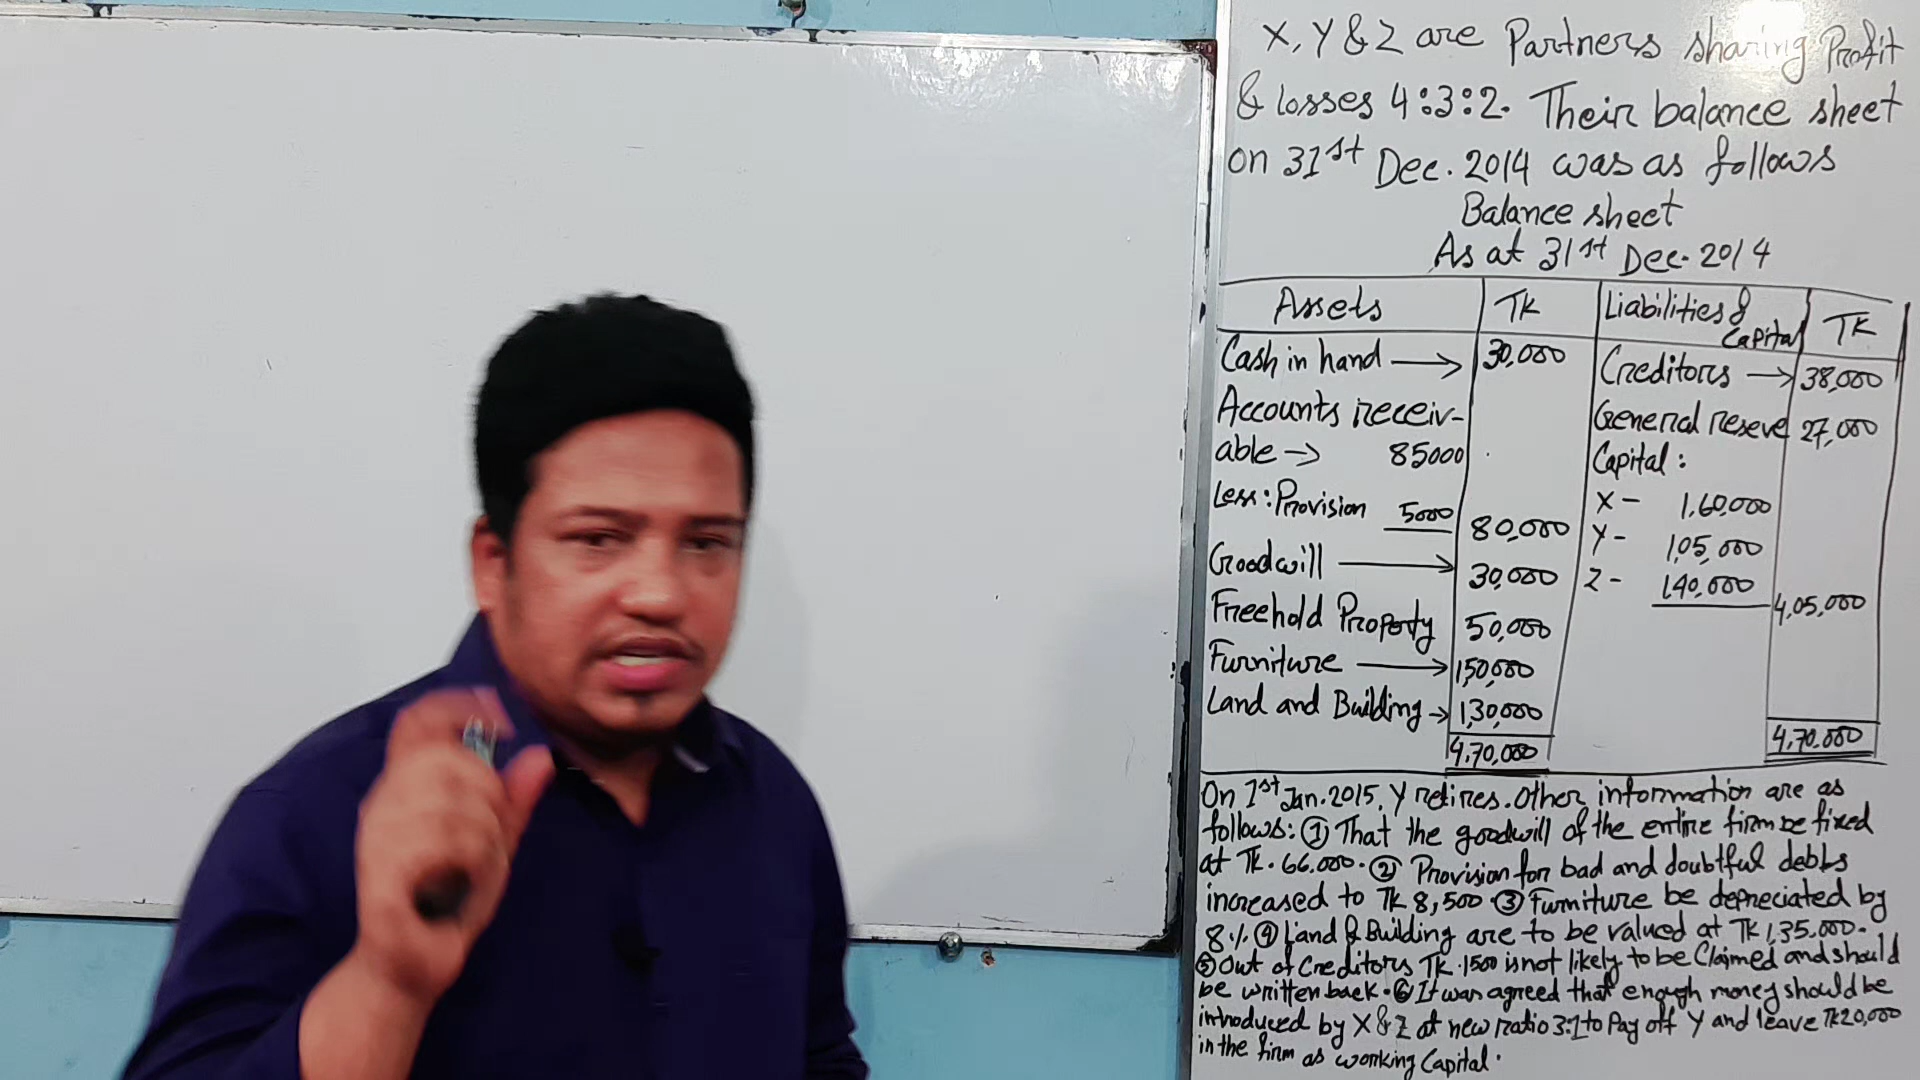 X, Y & Z are Partners sharing Profit
& losses 4:3:2. Their balance sheet
on 31st Dec. 2014 was as follows
Balance sheet
As at 31st Dec. 2014
Assets TK Liabilities & Capital TK
Cash in hand → 30,000 Creditors → 38,000
Accounts receiv- General reseve 27,000
able → 85000 Capital:
Less: Provision 5000 80,000 X - 1,60,000
Goodwill → 30,000 Y - 1,05,000
Freehold Property 50,000 Z - 1,40,000 4,05,000
Furniture → 1,50,000
Land and Building → 1,30,000
4,70,000 4,70,000
On 1st Jan. 2015, Y retires. Other information are as
follows: ① That the goodwill of the entire firm be fixed
at TK. 66,000. ② Provision for bad and doubtful debts
increased to TK 8,500 ③ Furniture be depreciated by
8%. ④ Land & Building are to be valued at TK 1,35,000.
⑤ Out of Creditors TK. 1500 is not likely to be Claimed and should
be written back. ⑥ It was agreed that enough money should be
introduced by X & Z at new ratio 3:1 to Pay off Y and leave TK 20,000
in the firm as working Capital.